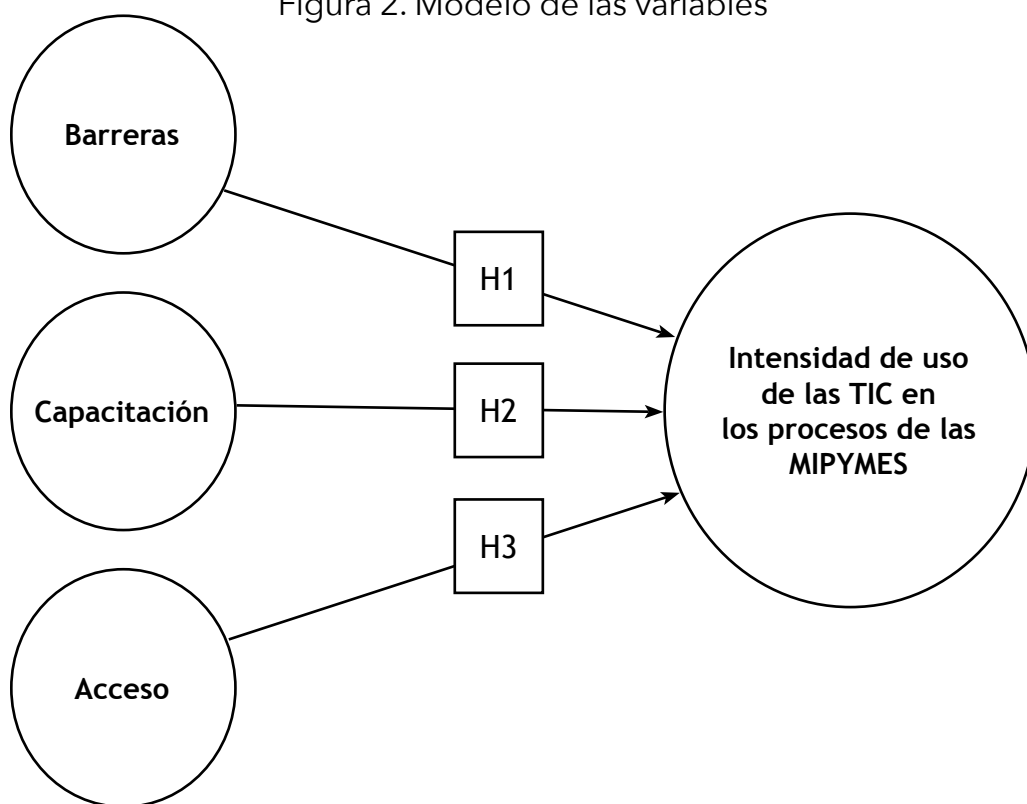 Figura 2. Modelo de las variables
Barreras
H1
Capacitación
H2
Intensidad de uso
de las TIC en
los procesos de las
MIPYMES
H3
Acceso